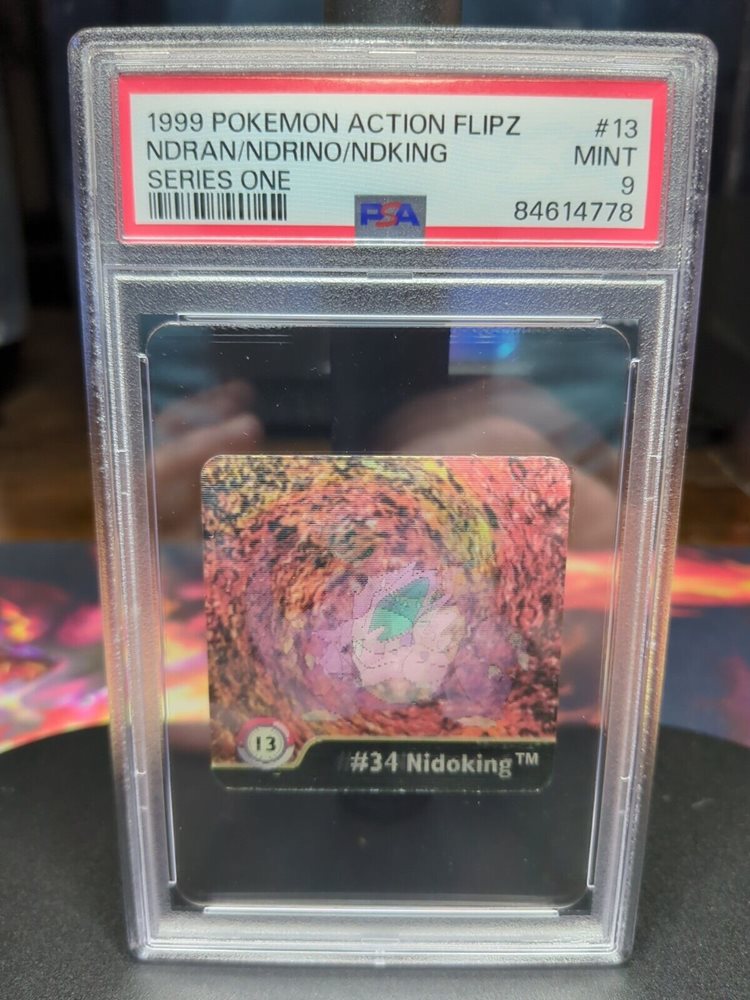 1999 POKEMON ACTION FLIPZ #13
NDRAN/NDRINO/NDKING MINT
SERIES ONE 9
PSA 84614778
13
#34 Nidoking™